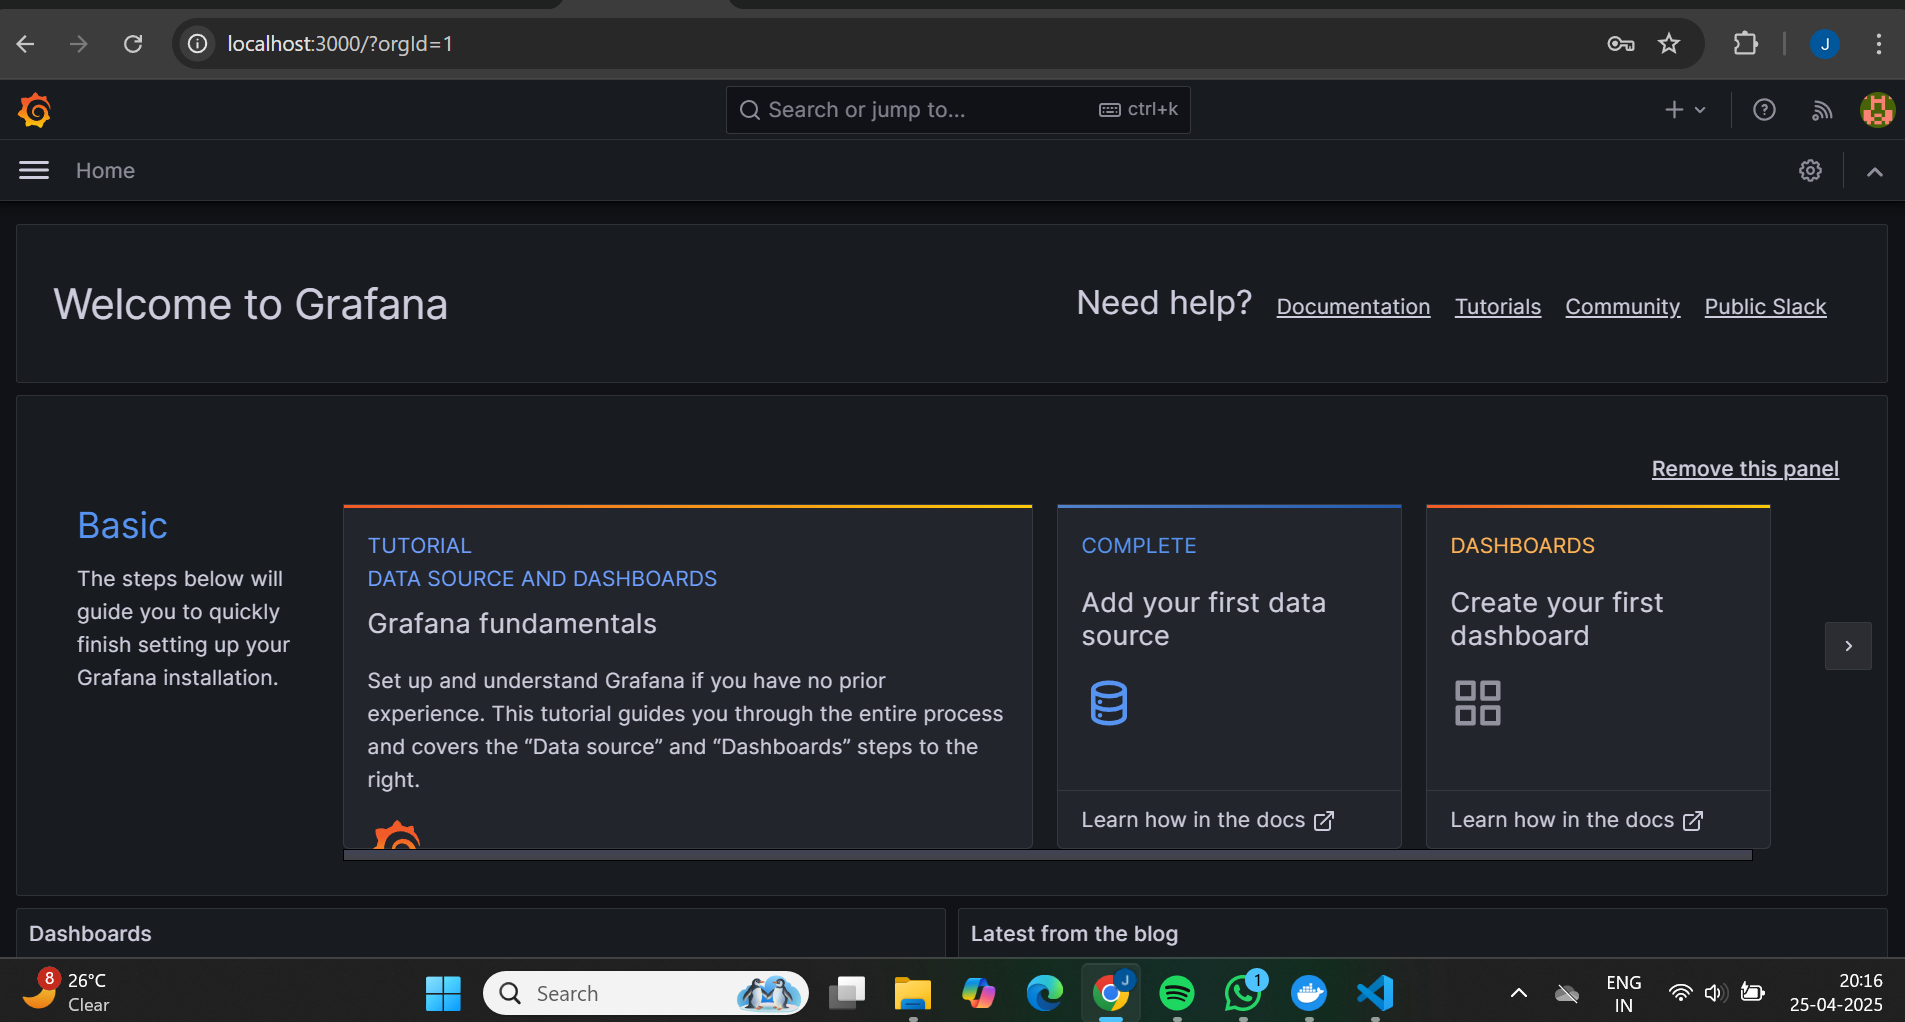 localhost:3000/?orgId=1
J
Search or jump to...
ctrl+k
Home
Welcome to Grafana
Need help?
Documentation
Tutorials
Community
Public Slack
Remove this panel
Basic
The steps below will
guide you to quickly
finish setting up your
Grafana installation.
TUTORIAL
DATA SOURCE AND DASHBOARDS
Grafana fundamentals
Set up and understand Grafana if you have no prior
experience. This tutorial guides you through the entire process
and covers the “Data source” and “Dashboards” steps to the
right.
COMPLETE
Add your first data
source
Learn how in the docs
DASHBOARDS
Create your first
dashboard
Learn how in the docs
Dashboards
Latest from the blog
8
26°C
Clear
Search
J
1
ENG
IN
20:16
25-04-2025